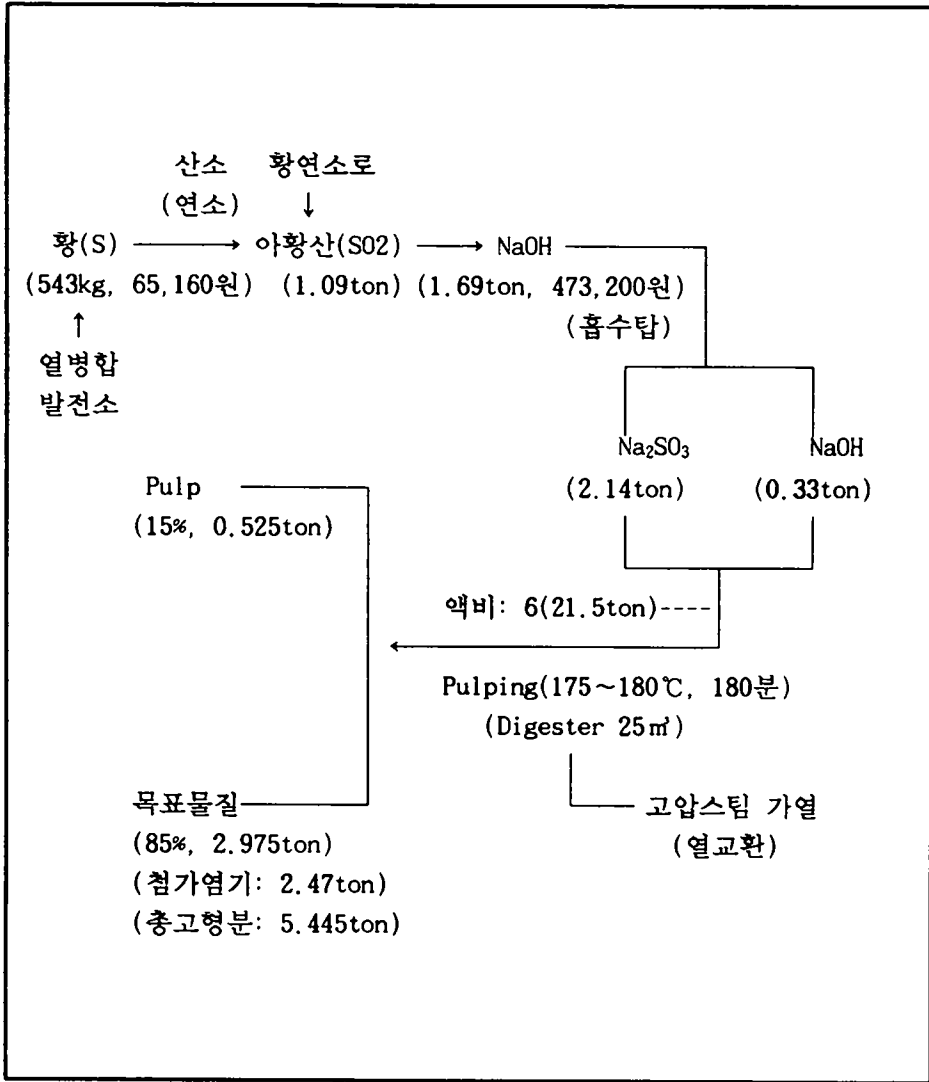 산소 황연소로
(연소) ↓
황(S) → 아황산(SO2) → NaOH
(543kg, 65,160원) (1.09ton) (1.69ton, 473,200원)
↑ (흡수탑)
열병합
발전소
Na₂SO₃ NaOH
(2.14ton) (0.33ton)
Pulp
(15%, 0.525ton)
액비: 6(21.5ton)----
Pulping(175~180℃, 180분)
(Digester 25㎥)
목표물질 고압스팀 가열
(85%, 2.975ton) (열교환)
(첨가염기: 2.47ton)
(총고형분: 5.445ton)